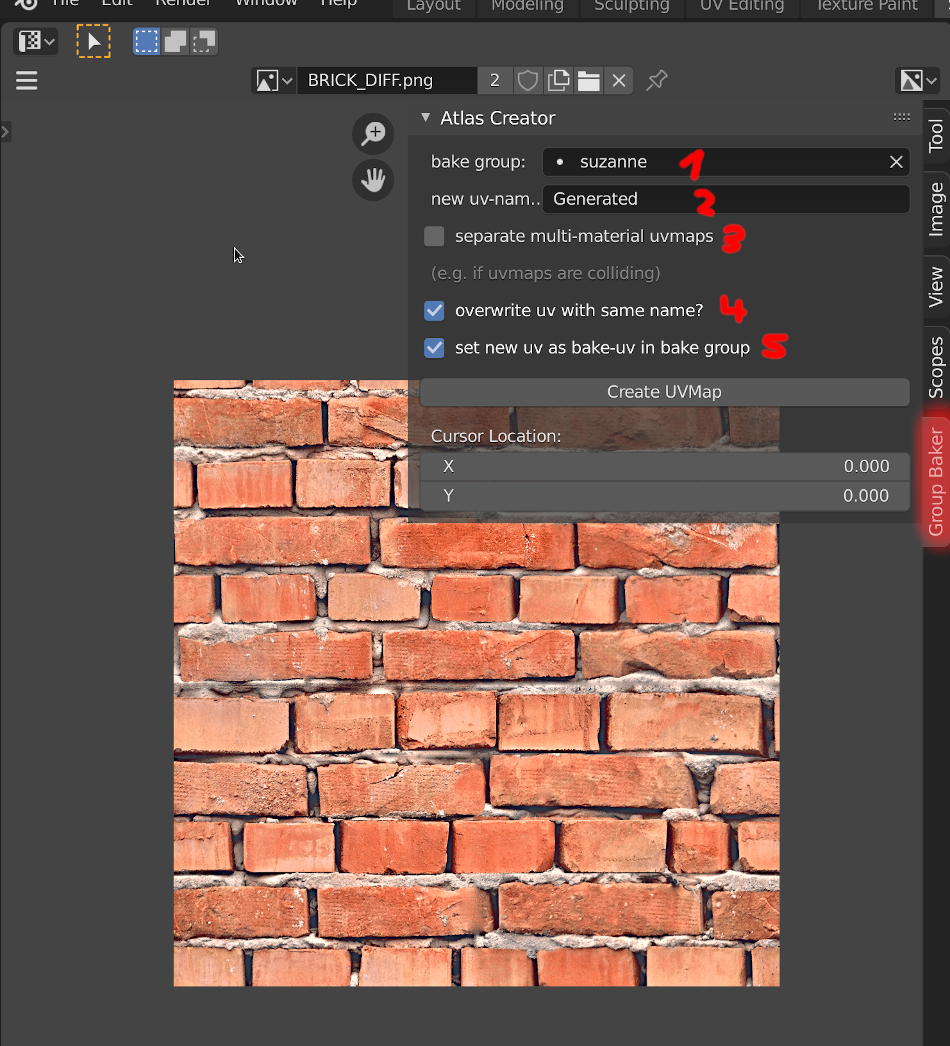 File Edit Render Window Help Layout Modeling Sculpting UV Editing Texture Paint
BRICK_DIFF.png 2
Atlas Creator
bake group: suzanne 1
new uv-nam.. Generated 2
separate multi-material uvmaps 3
(e.g. if uvmaps are colliding)
overwrite uv with same name? 4
set new uv as bake-uv in bake group 5
Create UVMap
Cursor Location:
X 0.000
Y 0.000
Tool
Image
View
Scopes
Group Baker